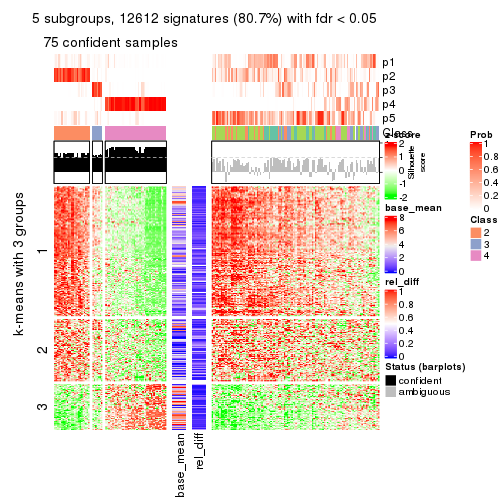 5 subgroups, 12612 signatures (80.7%) with fdr < 0.05
75 confident samples
p1
p2
p3
p4
p5
Class
z-score
2
1
0
-1
-2
Silhouette
score
Prob
1
0.8
0.6
0.4
0.2
0
Class
2
3
4
base_mean
8
6
4
2
0
rel_diff
1
0.8
0.6
0.4
0.2
0
Status (barplots)
confident
ambiguous
k-means with 3 groups
1
2
3
base_mean
rel_diff